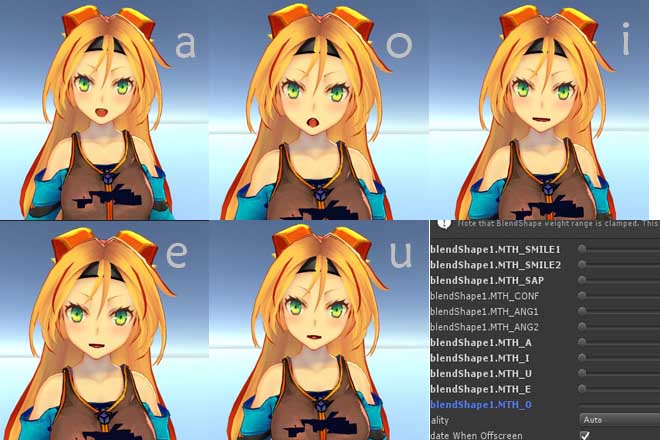 a
o
i
e
u
Note that BlendShape weight range is clamped. This
blendShape1.MTH_SMILE1
blendShape1.MTH_SMILE2
blendShape1.MTH_SAP
blendShape1.MTH_CONF
blendShape1.MTH_ANG1
blendShape1.MTH_ANG2
blendShape1.MTH_A
blendShape1.MTH_I
blendShape1.MTH_U
blendShape1.MTH_E
blendShape1.MTH_O
ality Auto
date When Offscreen